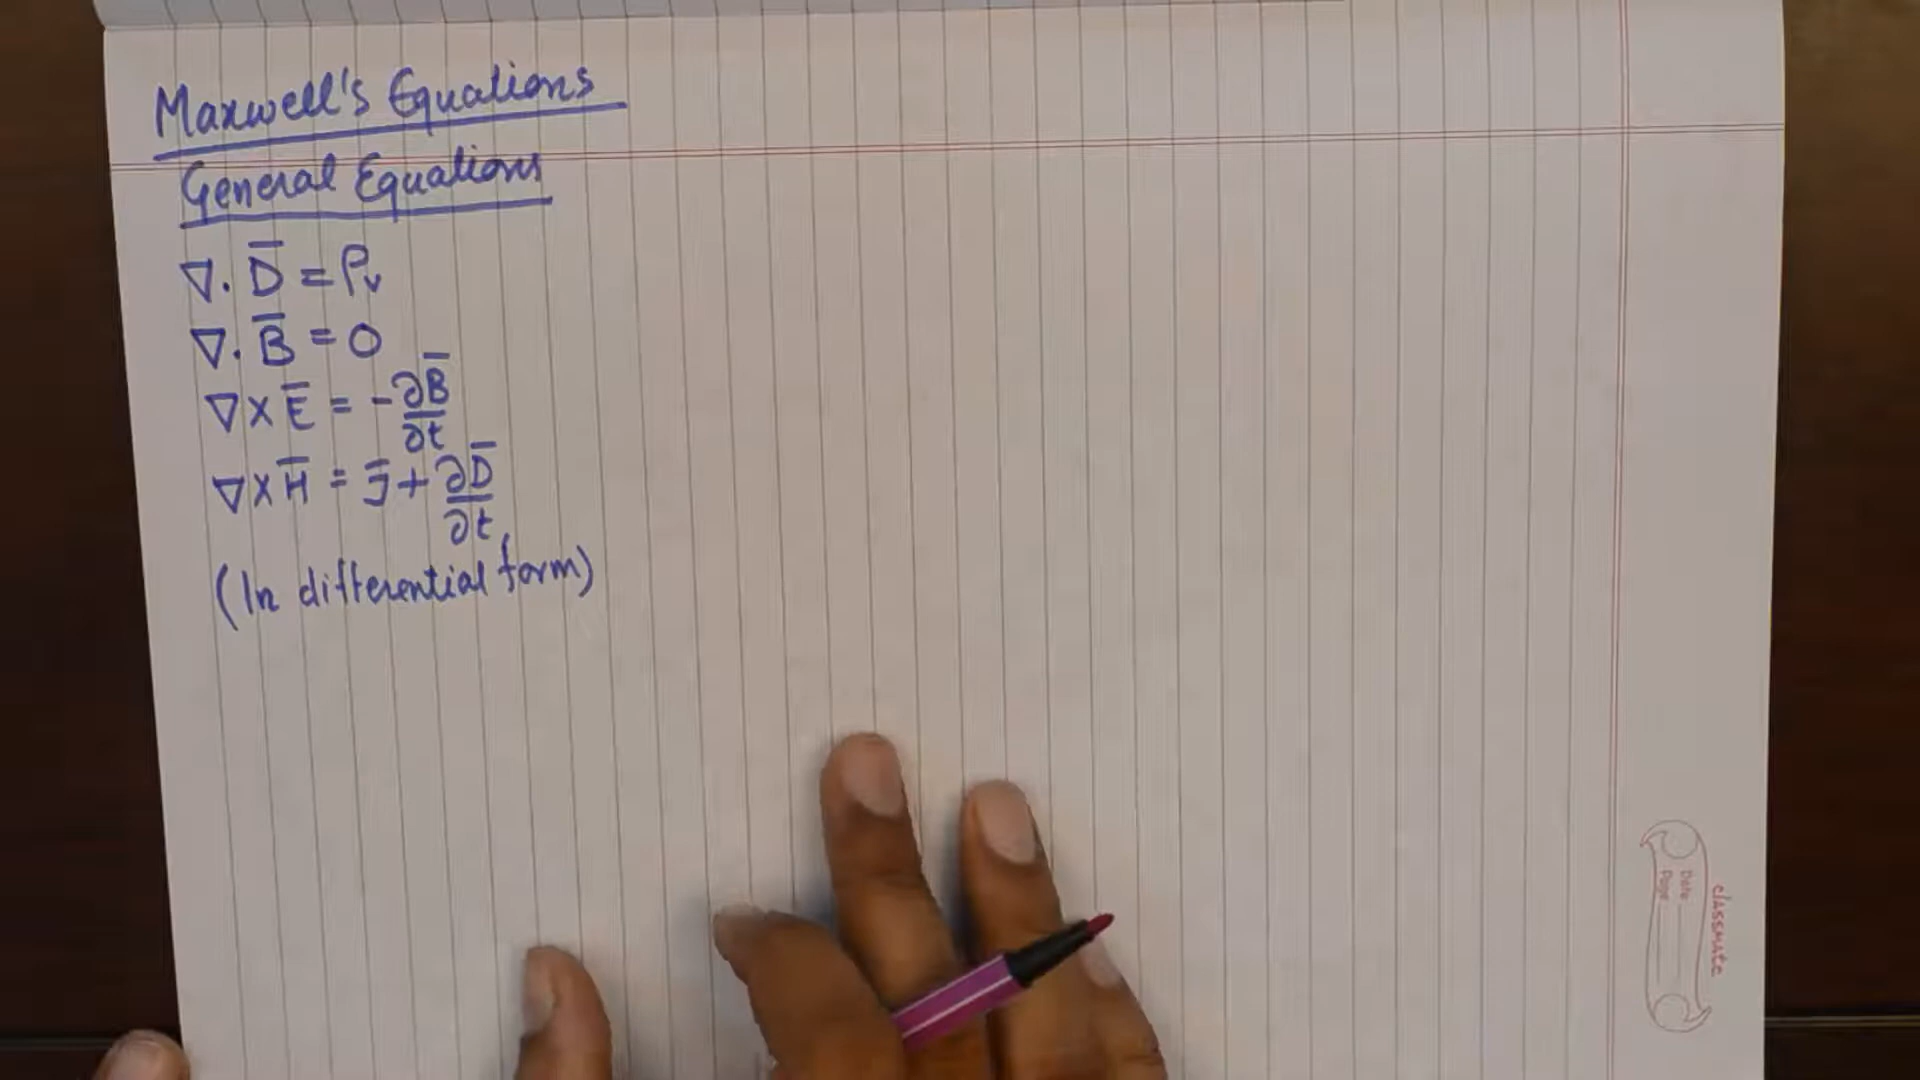 Maxwell's Equations
General Equations
∇. D̅ = ρᵥ
∇. B̅ = 0
∇ X E̅ = -∂B̅/∂t
∇ X H̅ = J̅ + ∂D̅/∂t
(In differential form)
classmate
Date
Page